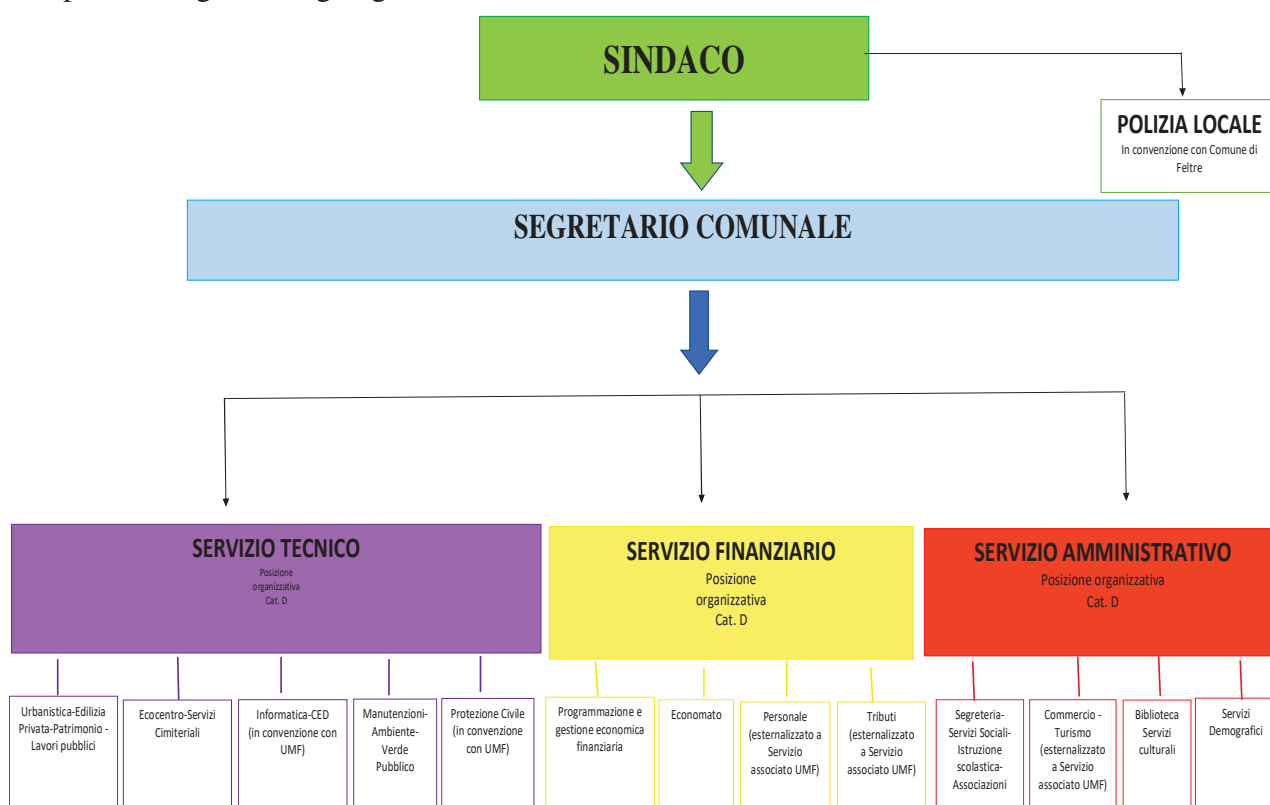 SINDACO
POLIZIA LOCALE
In convenzione con Comune di
Feltre
SEGRETARIO COMUNALE
SERVIZIO TECNICO
Posizione
organizzativa
Cat. D
SERVIZIO FINANZIARIO
Posizione
organizzativa
Cat. D
SERVIZIO AMMINISTRATIVO
Posizione organizzativa
Cat. D
Urbanistica-Edilizia
Privata-Patrimonio -
Lavori pubblici
Ecocentro-Servizi
Cimiteriali
Informatica-CED
(in convenzione con
UMF)
Manutenzioni-
Ambiente-
Verde
Pubblico
Protezione Civile
(in convenzione
con UMF)
Programmazione e
gestione economica
finanziaria
Economato
Personale
(esternalizzato a
Servizio
associato UMF)
Tributi
(esternalizzato
a Servizio
associato UMF)
Segreteria-
Servizi Sociali-
Istruzione
scolastica-
Associazioni
Commercio -
Turismo
(esternalizzato
a Servizio
associato UMF)
Biblioteca
Servizi
culturali
Servizi
Demografici